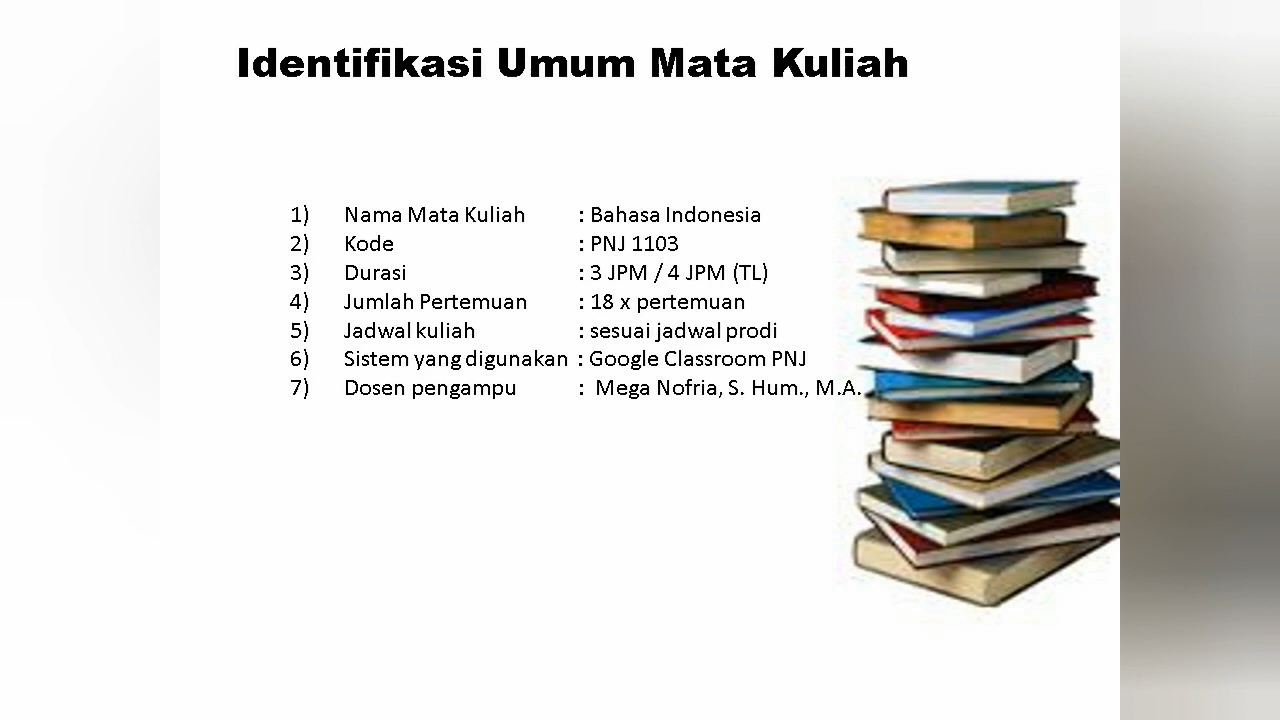 Identifikasi Umum Mata Kuliah
1) Nama Mata Kuliah : Bahasa Indonesia
2) Kode : PNJ 1103
3) Durasi : 3 JPM / 4 JPM (TL)
4) Jumlah Pertemuan : 18 x pertemuan
5) Jadwal kuliah : sesuai jadwal prodi
6) Sistem yang digunakan : Google Classroom PNJ
7) Dosen pengampu : Mega Nofria, S. Hum., M.A.